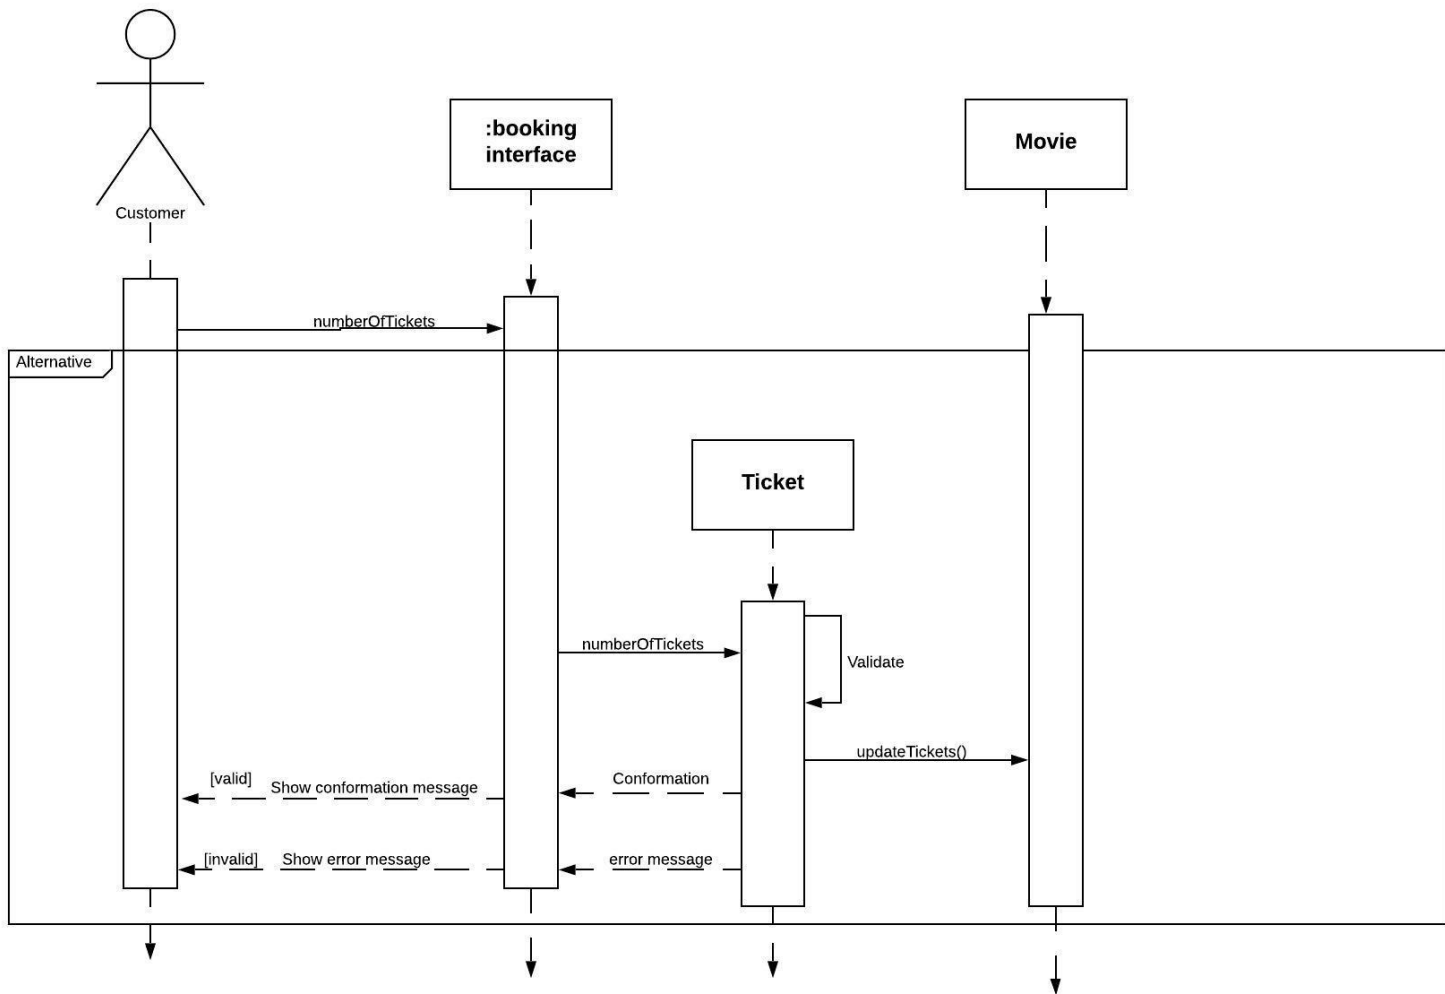 Customer
:booking
interface
Movie
numberOfTickets
Alternative
Ticket
numberOfTickets
Validate
updateTickets()
[valid]
Show conformation message
Conformation
[invalid]
Show error message
error message